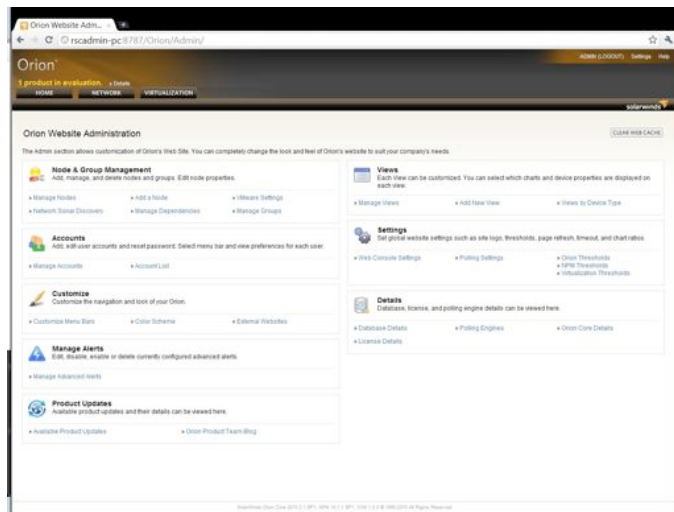 Orion Website Adm...
rscadmin-pc:8787/Orion/Admin/
Orion
ADMIN (LOGOUT) Settings Help
1 product in evaluation. » Details
HOME NETWORK VIRTUALIZATION
solarwinds
Orion Website Administration
CLEAR WEB CACHE
The Admin section allows customization of Orion's Web Site. You can completely change the look and feel of Orion's website to suit your company's needs.
Node & Group Management
Add, manage, and delete nodes and groups. Edit node properties.
» Manage Nodes » Add a Node » VMware Settings
» Network Sonar Discovery » Manage Dependencies » Manage Groups
Accounts
Add, edit user accounts and reset password. Select menu bar and view preferences for each user.
» Manage Accounts » Account List
Customize
Customize the navigation and look of your Orion.
» Customize Menu Bars » Color Scheme » External Websites
Manage Alerts
Edit, disable, enable or delete currently configured advanced alerts.
» Manage Advanced Alerts
Product Updates
Available product updates and their details can be viewed here.
» Available Product Updates » Orion Product Team Blog
Views
Each View can be customized. You can select which charts and device properties are displayed on
each view.
» Manage Views » Add New View » Views by Device Type
Settings
Set global website settings such as site logo, thresholds, page refresh, timeout, and chart ratios.
» Web Console Settings » Polling Settings » Orion Thresholds
» NPM Thresholds
» Virtualization Thresholds
Details
Database, license, and polling engine details can be viewed here.
» Database Details » Polling Engines » Orion Core Details
» License Details